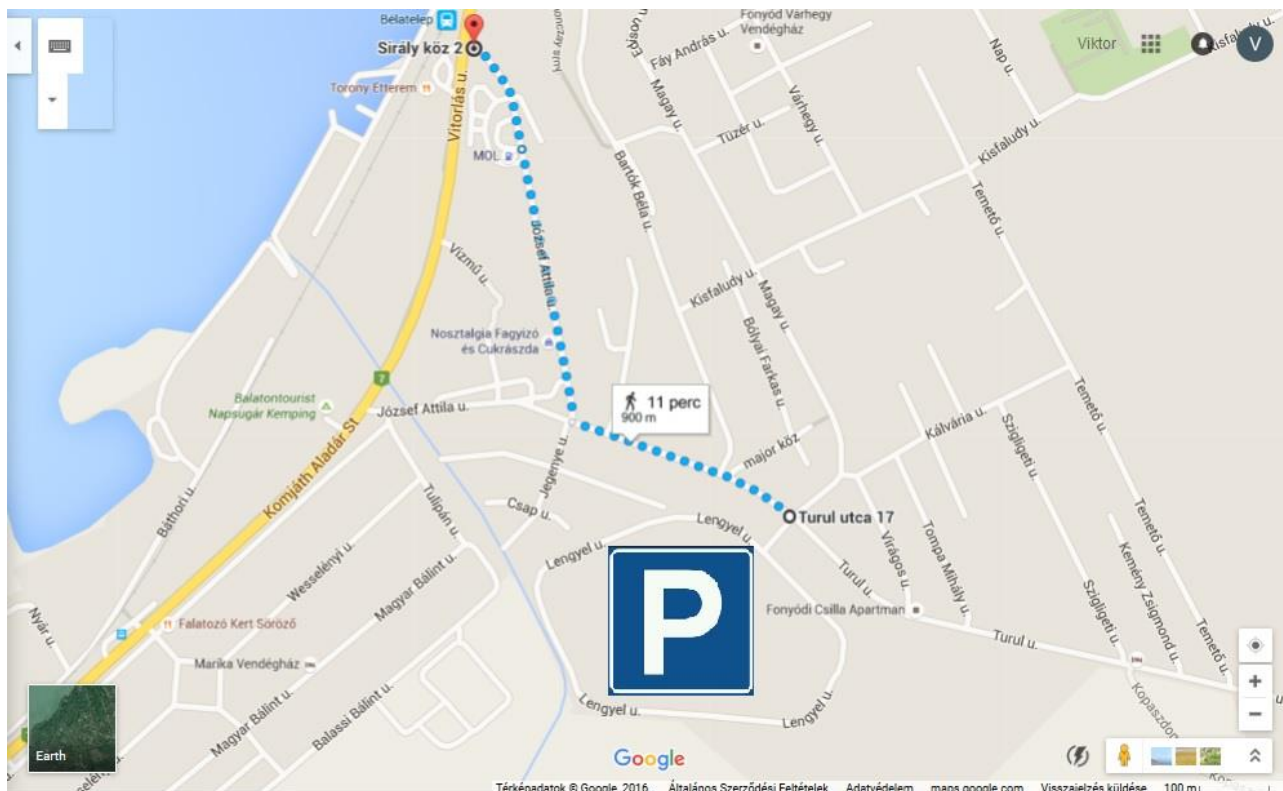 Bélatelep
Sirály köz 2
Torony Étterem
Vitorlás u.
MOL
József Attila u.
Fonyód Várhegy
Vendégház
Fáy András u.
Magay u.
Várhegy u.
Tüzér u.
Nap u.
Viktor
V
Kisfaludy u.
Kisfaludy u.
Temető u.
Bartók Béla u.
Vízmű u.
Kisfaludy u.
Magay u.
Bólyai Farkas u.
Nosztalgia Fagyizó
és Cukrászda
7
Balatontourist
Napsugár Kemping
József Attila u.
11 perc
900 m
Komjáth Aladár St
Báthori u.
Jegenye u.
major köz
Kálvária u.
Szigligeti u.
Temető u.
Csap u.
Tulipán u.
Lengyel u.
Turul utca 17
Lengyel u.
Virágos u.
Tompa Mihály u.
Temető u.
Kemény Zsigmond u.
Wesselényi u.
Magyar Bálint u.
P
Turul u.
Fonyódi Csilla Apartman
Szigligeti u.
Turul u.
Temető u.
Nyár u.
Falatozó Kert Söröző
Marika Vendégház
Lengyel u.
Lengyel u.
Magyar Bálint u.
Balassi Bálint u.
Earth
Google
Térképadatok © Google, 2016 Általános Szerződési Feltételek Adatvédelem maps.google.com Visszajelzés küldése 100 m